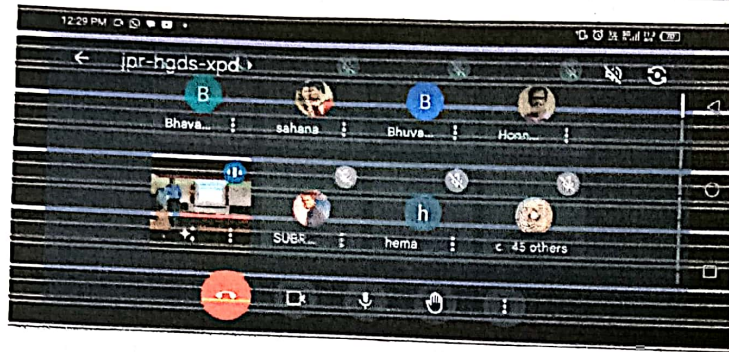 12:29 PM
jpr-hgds-xpd
B B
Bhava... sahana Bhuva... Honn...
h
SUBR... hema c 45 others